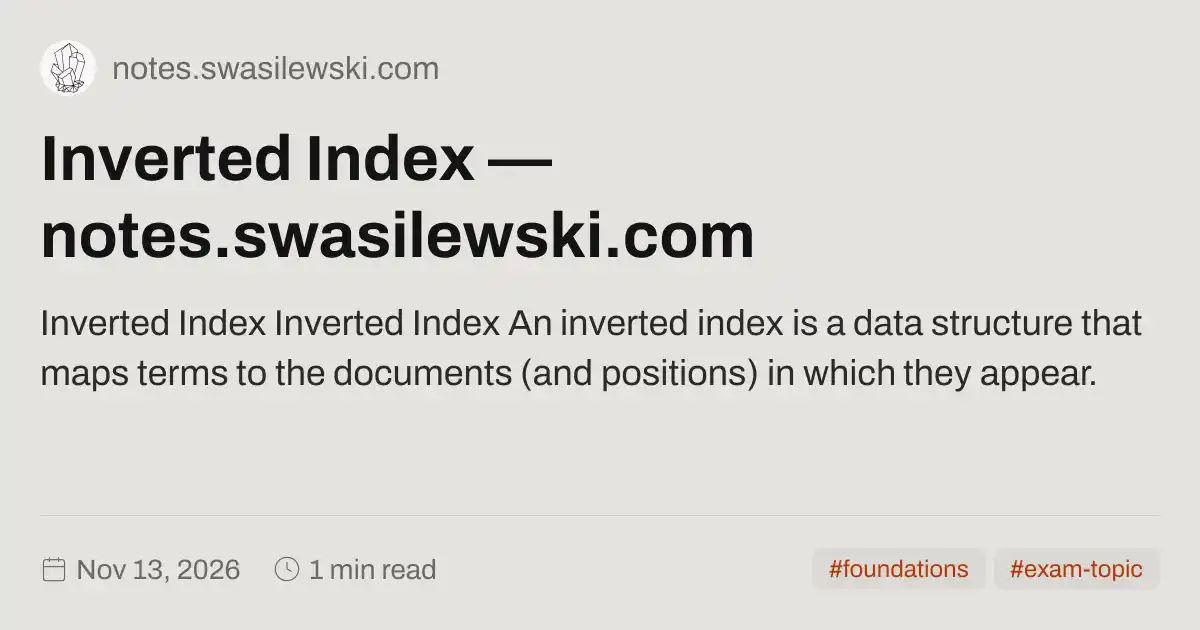 notes.swasilewski.com
Inverted Index —
notes.swasilewski.com
Inverted Index Inverted Index An inverted index is a data structure that
maps terms to the documents (and positions) in which they appear.
Nov 13, 2026 1 min read #foundations #exam-topic